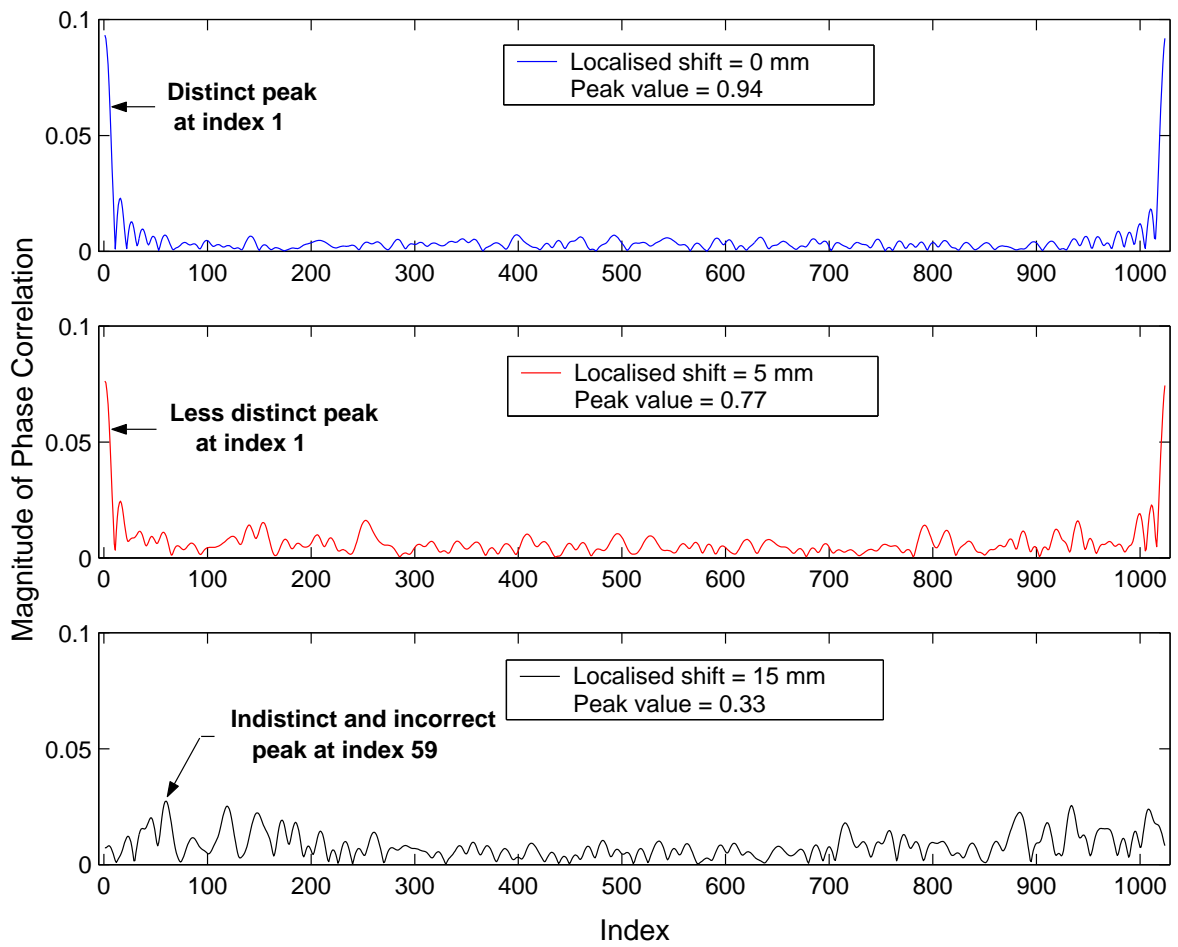 Magnitude of Phase Correlation
0.1
0.05
0
Localised shift = 0 mm
Peak value = 0.94
Distinct peak
at index 1
0 100 200 300 400 500 600 700 800 900 1000
0.1
0.05
0
Localised shift = 5 mm
Peak value = 0.77
Less distinct peak
at index 1
0 100 200 300 400 500 600 700 800 900 1000
0.1
0.05
0
Localised shift = 15 mm
Peak value = 0.33
Indistinct and incorrect
peak at index 59
0 100 200 300 400 500 600 700 800 900 1000
Index